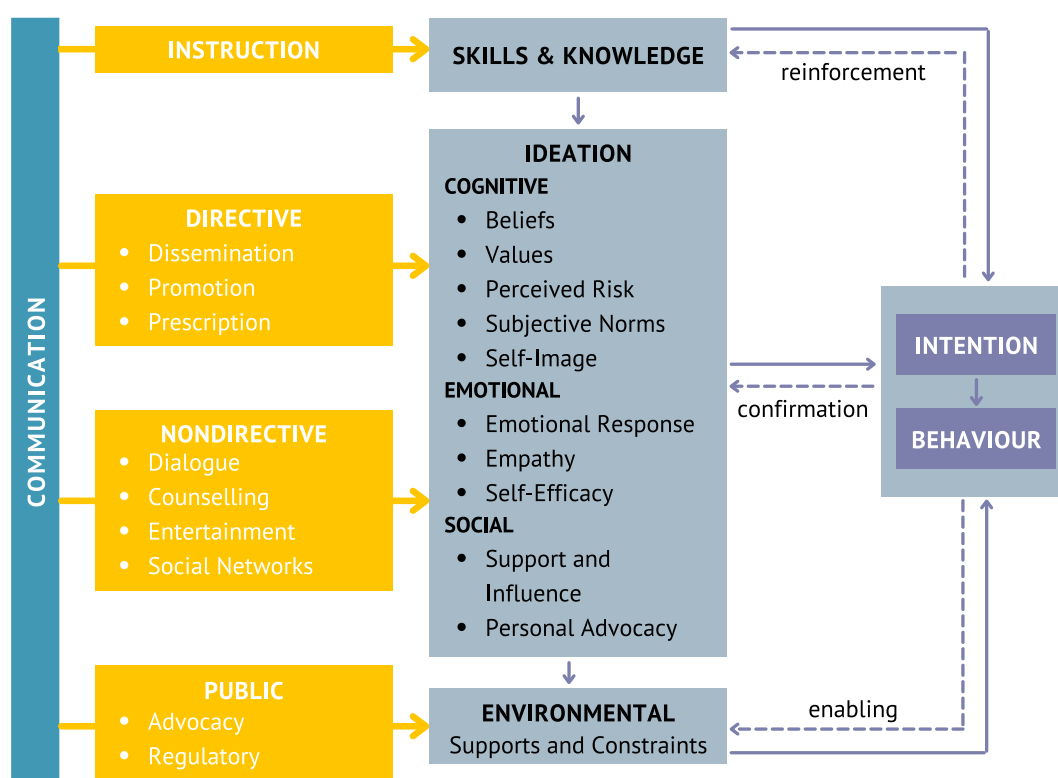 COMMUNICATION
INSTRUCTION
SKILLS & KNOWLEDGE
reinforcement
DIRECTIVE
• Dissemination
• Promotion
• Prescription
NONDIRECTIVE
• Dialogue
• Counselling
• Entertainment
• Social Networks
PUBLIC
• Advocacy
• Regulatory
IDEATION
COGNITIVE
• Beliefs
• Values
• Perceived Risk
• Subjective Norms
• Self-Image
EMOTIONAL
• Emotional Response
• Empathy
• Self-Efficacy
SOCIAL
• Support and
Influence
• Personal Advocacy
ENVIRONMENTAL
Supports and Constraints
confirmation
INTENTION
BEHAVIOUR
enabling